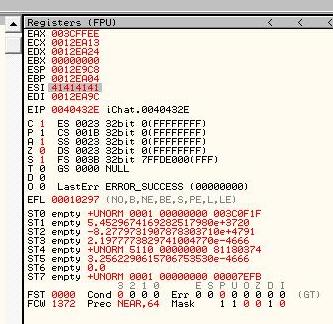 Registers (FPU) < < <
EAX 003CFFEE
ECX 0012EA13
EDX 0012EA24
EBX 00000000
ESP 0012E9C8
EBP 0012EA04
ESI 41414141
EDI 0012EA9C
EIP 0040432E iChat.0040432E
C 1 ES 0023 32bit 0(FFFFFFFF)
P 1 CS 001B 32bit 0(FFFFFFFF)
A 1 SS 0023 32bit 0(FFFFFFFF)
Z 0 DS 0023 32bit 0(FFFFFFFF)
S 1 FS 003B 32bit 7FFDE000(FFF)
T 0 GS 0000 NULL
D 0
O 0 LastErr ERROR_SUCCESS (00000000)
EFL 00010297 (NO,B,NE,BE,S,PE,L,LE)
ST0 empty +UNORM 0001 00000000 003C0F1F
ST1 empty 5.4529674169282517980e+3720
ST2 empty -8.2779731907878303710e+4791
ST3 empty 2.1977773829741004770e-4666
ST4 empty +UNORM 5110 00000000 81180374
ST5 empty 3.2562290615706753530e-4666
ST6 empty 0.0
ST7 empty +UNORM 0001 00000000 00007EFB
3 2 1 0 E S P U O Z D I
FST 0000 Cond 0 0 0 0 Err 0 0 0 0 0 0 0 0 (GT)
FCW 1372 Prec NEAR,64 Mask 1 1 0 0 1 0